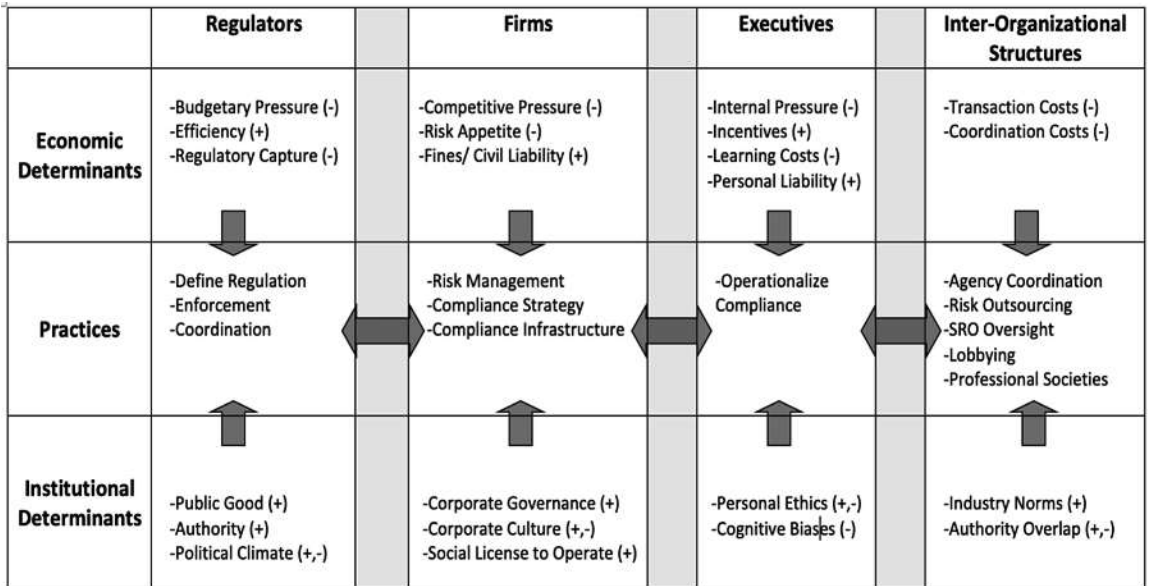 Regulators
Firms
Executives
Inter-Organizational
Structures
Economic
Determinants
-Budgetary Pressure (-)
-Efficiency (+)
-Regulatory Capture (-)
-Competitive Pressure (-)
-Risk Appetite (-)
-Fines/ Civil Liability (+)
-Internal Pressure (-)
-Incentives (+)
-Learning Costs (-)
-Personal Liability (+)
-Transaction Costs (-)
-Coordination Costs (-)
Practices
-Define Regulation
-Enforcement
-Coordination
-Risk Management
-Compliance Strategy
-Compliance Infrastructure
-Operationalize
Compliance
-Agency Coordination
-Risk Outsourcing
-SRO Oversight
-Lobbying
-Professional Societies
Institutional
Determinants
-Public Good (+)
-Authority (+)
-Political Climate (+,-)
-Corporate Governance (+)
-Corporate Culture (+,-)
-Social License to Operate (+)
-Personal Ethics (+,-)
-Cognitive Biases (-)
-Industry Norms (+)
-Authority Overlap (+,-)